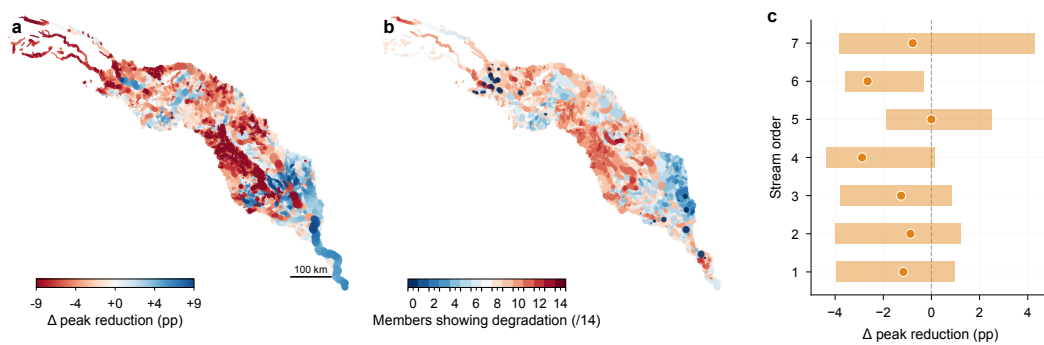 a
b
c
100 km
-9 -4 +0 +4 +9
Δ peak reduction (pp)
0 2 4 6 8 10 12 14
Members showing degradation (/14)
Stream order
7
6
5
4
3
2
1
−4 −2 0 2 4
Δ peak reduction (pp)